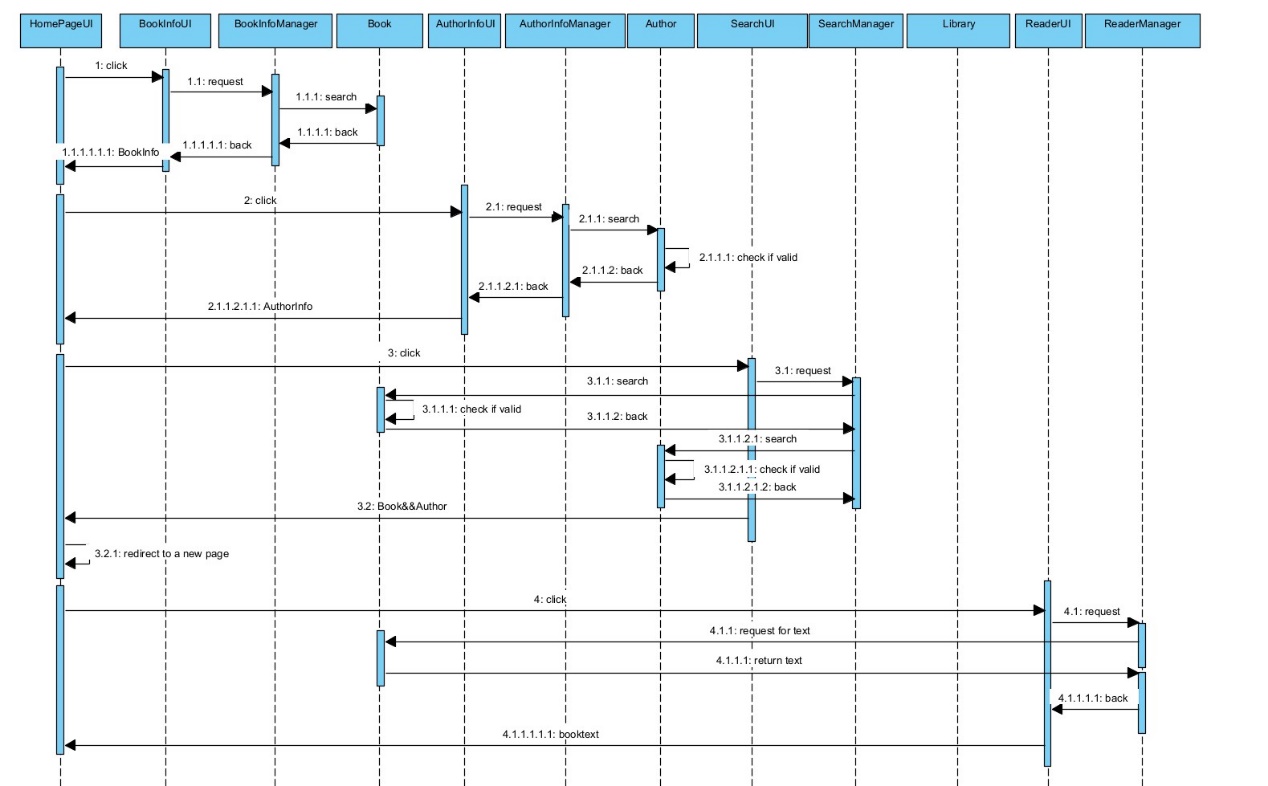 HomePageUI
BookInfoUI
BookInfoManager
Book
AuthorInfoUI
AuthorInfoManager
Author
SearchUI
SearchManager
Library
ReaderUI
ReaderManager
1: click
1.1: request
1.1.1: search
1.1.1.1: back
1.1.1.1.1: back
1.1.1.1.1.1: BookInfo
2: click
2.1: request
2.1.1: search
2.1.1.1: check if valid
2.1.1.2: back
2.1.1.2.1: back
2.1.1.2.1.1: AuthorInfo
3: click
3.1: request
3.1.1: search
3.1.1.1: check if valid
3.1.1.2: back
3.1.1.2.1: search
3.1.1.2.1.1: check if valid
3.1.1.2.1.2: back
3.2: Book&&Author
3.2.1: redirect to a new page
4: click
4.1: request
4.1.1: request for text
4.1.1.1: return text
4.1.1.1.1: back
4.1.1.1.1.1: booktext